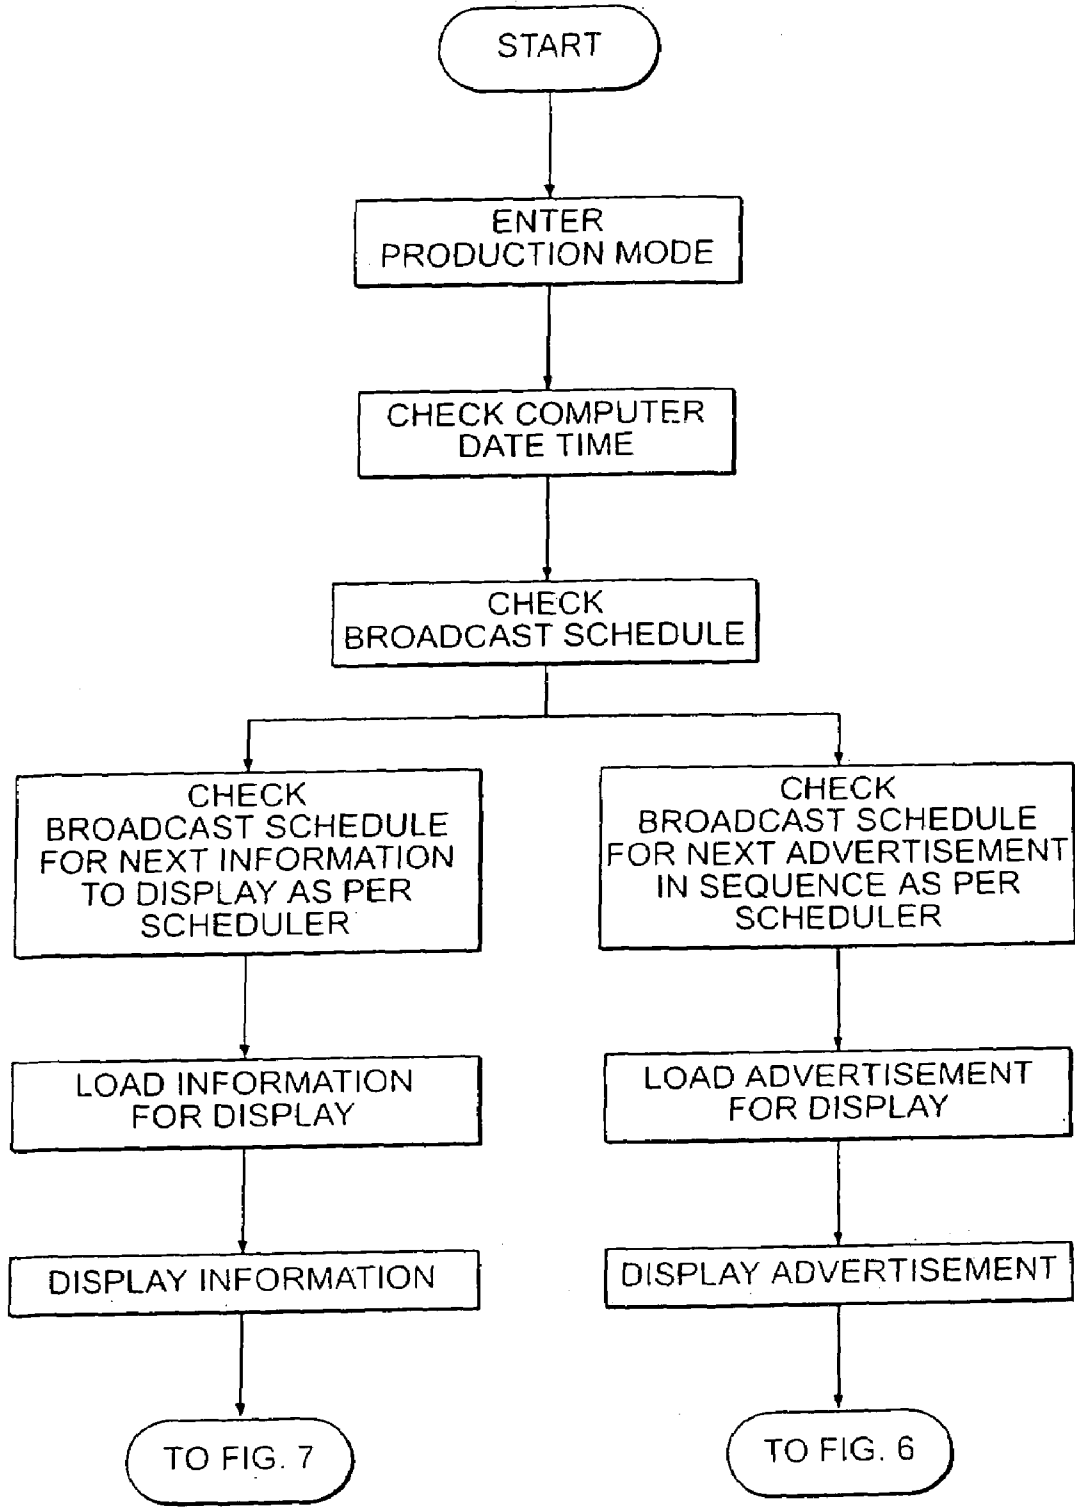 START
ENTER
PRODUCTION MODE
CHECK COMPUTER
DATE TIME
CHECK
BROADCAST SCHEDULE
CHECK
BROADCAST SCHEDULE
FOR NEXT INFORMATION
TO DISPLAY AS PER
SCHEDULER
LOAD INFORMATION
FOR DISPLAY
DISPLAY INFORMATION
TO FIG. 7
CHECK
BROADCAST SCHEDULE
FOR NEXT ADVERTISEMENT
IN SEQUENCE AS PER
SCHEDULER
LOAD ADVERTISEMENT
FOR DISPLAY
DISPLAY ADVERTISEMENT
TO FIG. 6